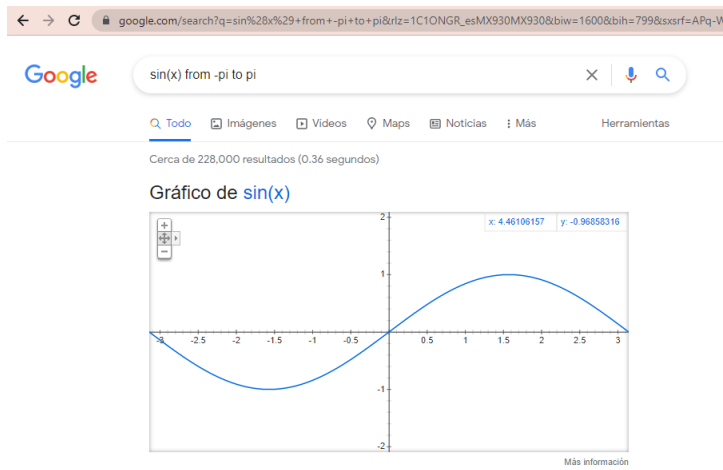 google.com/search?q=sin%28x%29+from+-pi+to+pi&rlz=1C1ONGR_esMX930MX930&biw=1600&bih=799&sxsrf=APq-W
Google
sin(x) from -pi to pi
Todo Imágenes Videos Maps Noticias Más Herramientas
Cerca de 228,000 resultados (0.36 segundos)
Gráfico de sin(x)
x: 4.46106157 y: -0.96858316
2
1
-3 -2.5 -2 -1.5 -1 -0.5 0.5 1 1.5 2 2.5 3
-1
-2
Más información